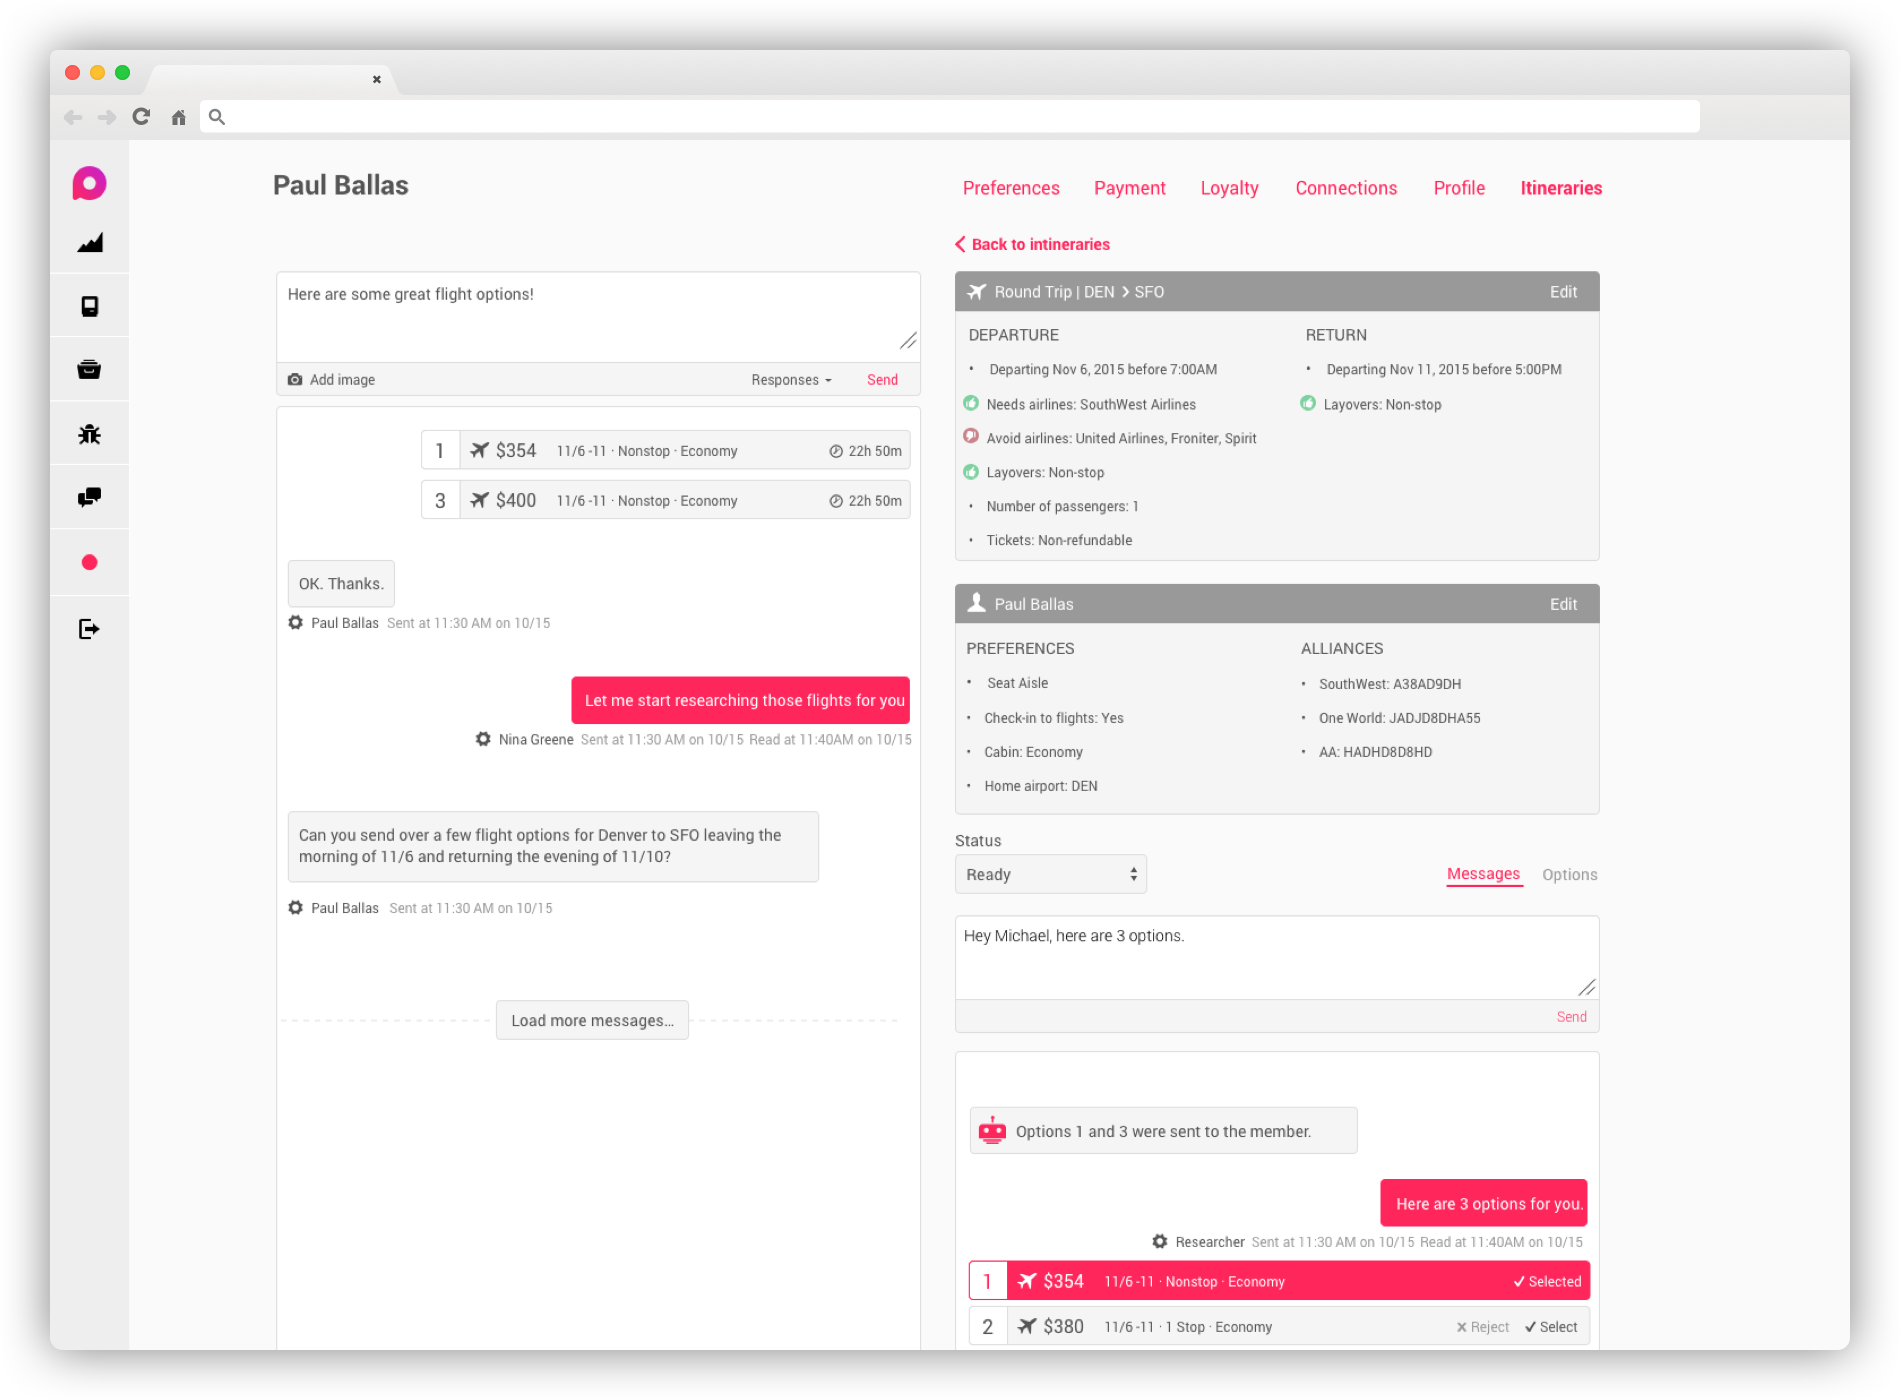 Paul Ballas
Preferences Payment Loyalty Connections Profile Itineraries
Back to intineraries
Here are some great flight options!
Add image Responses Send
1 $354 11/6 -11 · Nonstop · Economy 22h 50m
3 $400 11/6 -11 · Nonstop · Economy 22h 50m
OK. Thanks.
Paul Ballas Sent at 11:30 AM on 10/15
Let me start researching those flights for you
Nina Greene Sent at 11:30 AM on 10/15 Read at 11:40AM on 10/15
Can you send over a few flight options for Denver to SFO leaving the
morning of 11/6 and returning the evening of 11/10?
Paul Ballas Sent at 11:30 AM on 10/15
Load more messages...
Round Trip | DEN > SFO Edit
DEPARTURE
• Departing Nov 6, 2015 before 7:00AM
Needs airlines: SouthWest Airlines
Avoid airlines: United Airlines, Froniter, Spirit
Layovers: Non-stop
• Number of passengers: 1
• Tickets: Non-refundable
RETURN
• Departing Nov 11, 2015 before 5:00PM
Layovers: Non-stop
Paul Ballas Edit
PREFERENCES
• Seat Aisle
• Check-in to flights: Yes
• Cabin: Economy
• Home airport: DEN
ALLIANCES
• SouthWest: A38AD9DH
• One World: JADJD8DHA55
• AA: HADHD8D8HD
Status
Ready
Messages Options
Hey Michael, here are 3 options.
Send
Options 1 and 3 were sent to the member.
Here are 3 options for you.
Researcher Sent at 11:30 AM on 10/15 Read at 11:40AM on 10/15
1 $354 11/6 -11 · Nonstop · Economy Selected
2 $380 11/6 -11 · 1 Stop · Economy Reject Select